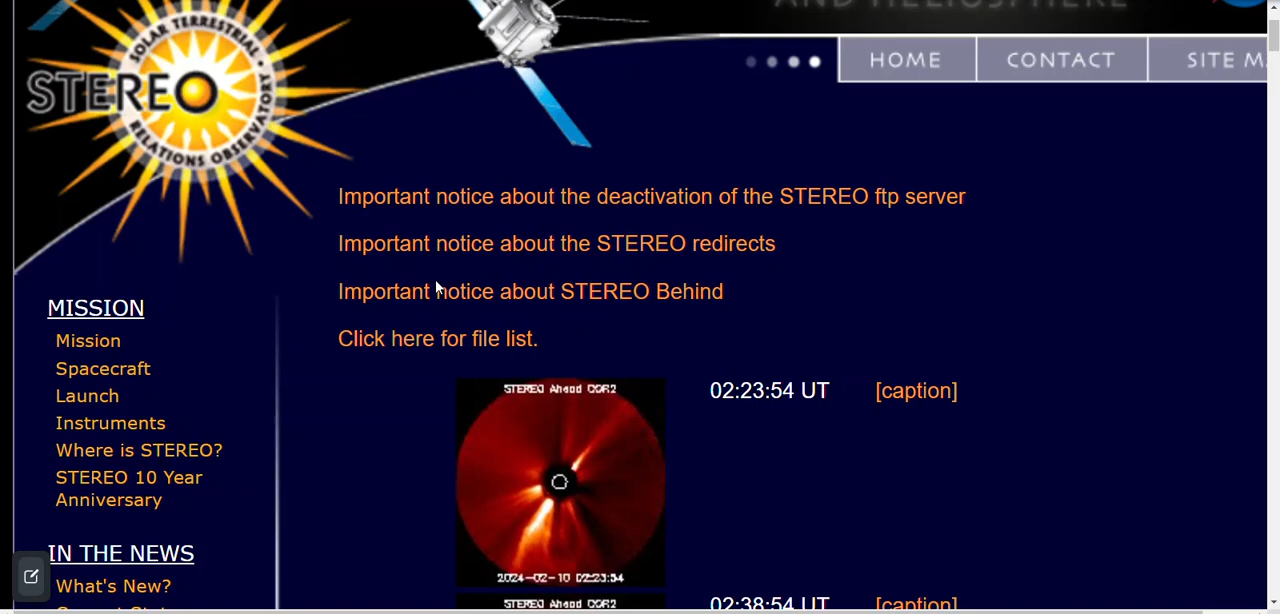 AND HELIOSPHERE
SOLAR TERRESTRIAL
STEREO
RELATIONS OBSERVATORY
HOME
CONTACT
SITE M
Important notice about the deactivation of the STEREO ftp server
Important notice about the STEREO redirects
Important notice about STEREO Behind
Click here for file list.
MISSION
Mission
Spacecraft
Launch
Instruments
Where is STEREO?
STEREO 10 Year
Anniversary
IN THE NEWS
What's New?
STEREO Ahead COR2
02:23:54 UT [caption]
2024-02-10 02:23:54
STEREO Ahead COR2
02:38:54 UT [caption]